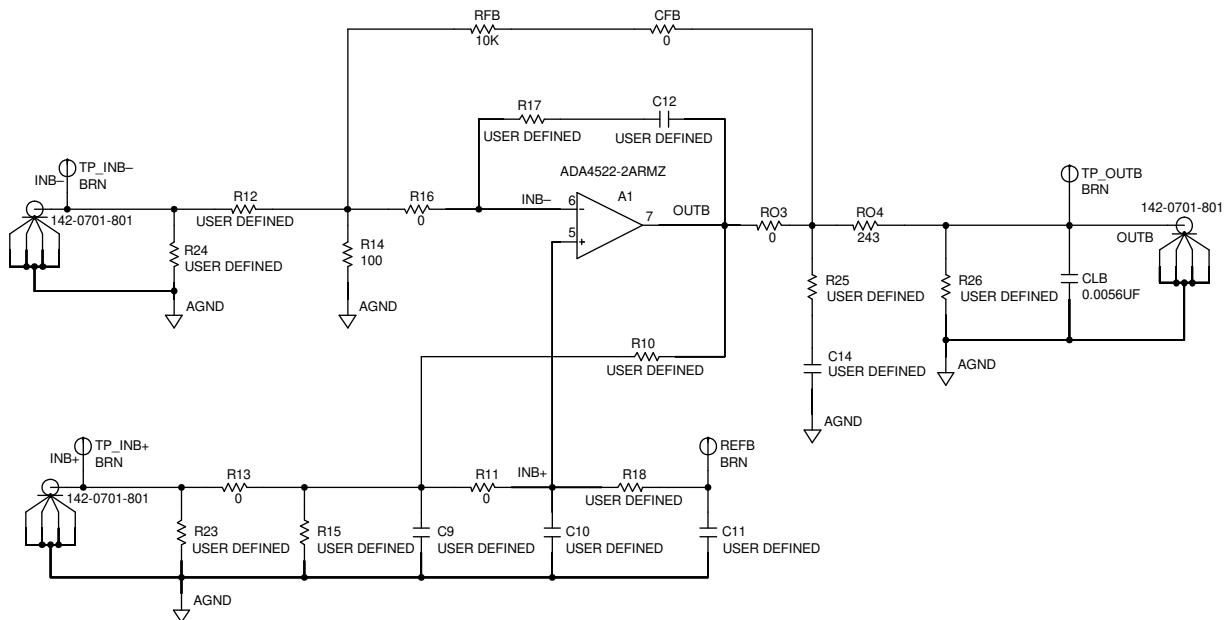 RFB
10K
CFB
0
R17
USER DEFINED
C12
USER DEFINED
ADA4522-2ARMZ
A1
TP_INB–
BRN
INB–
142-0701-801
R12
USER DEFINED
R24
USER DEFINED
AGND
R14
100
AGND
R16
0
INB–
6
–
5
+
7
OUTB
RO3
0
RO4
243
TP_OUTB
BRN
142-0701-801
OUTB
R25
USER DEFINED
R26
USER DEFINED
CLB
0.0056UF
AGND
C14
USER DEFINED
AGND
R10
USER DEFINED
TP_INB+
BRN
INB+
142-0701-801
R13
0
R11
0
INB+
R18
USER DEFINED
REFB
BRN
R23
USER DEFINED
R15
USER DEFINED
C9
USER DEFINED
C10
USER DEFINED
C11
USER DEFINED
AGND